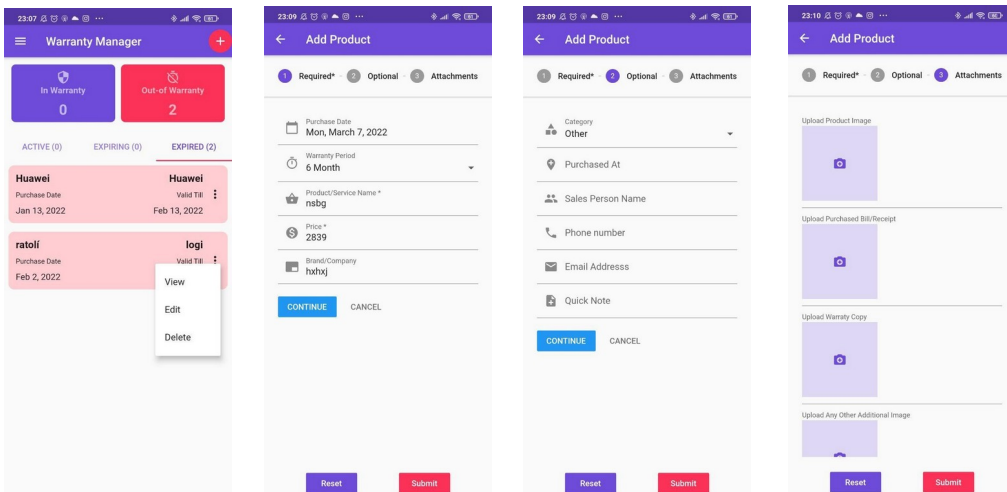 23:07
Warranty Manager
+
In Warranty
0
Out-of Warranty
2
ACTIVE (0) EXPIRING (0) EXPIRED (2)
Huawei Huawei
Purchase Date Valid Till
Jan 13, 2022 Feb 13, 2022
ratolí logi
Purchase Date Valid Till
Feb 2, 2022
View
Edit
Delete
23:09
Add Product
1 Required* 2 Optional 3 Attachments
Purchase Date
Mon, March 7, 2022
Warranty Period
6 Month
Product/Service Name *
nsbg
Price *
2839
Brand/Company
hxhxj
CONTINUE CANCEL
Reset Submit
23:09
Add Product
1 Required* 2 Optional 3 Attachments
Category
Other
Purchased At
Sales Person Name
Phone number
Email Addresss
Quick Note
CONTINUE CANCEL
Reset Submit
23:10
Add Product
1 Required* 2 Optional 3 Attachments
Upload Product Image
Upload Purchased Bill/Receipt
Upload Warraty Copy
Upload Any Other Additional Image
Reset Submit